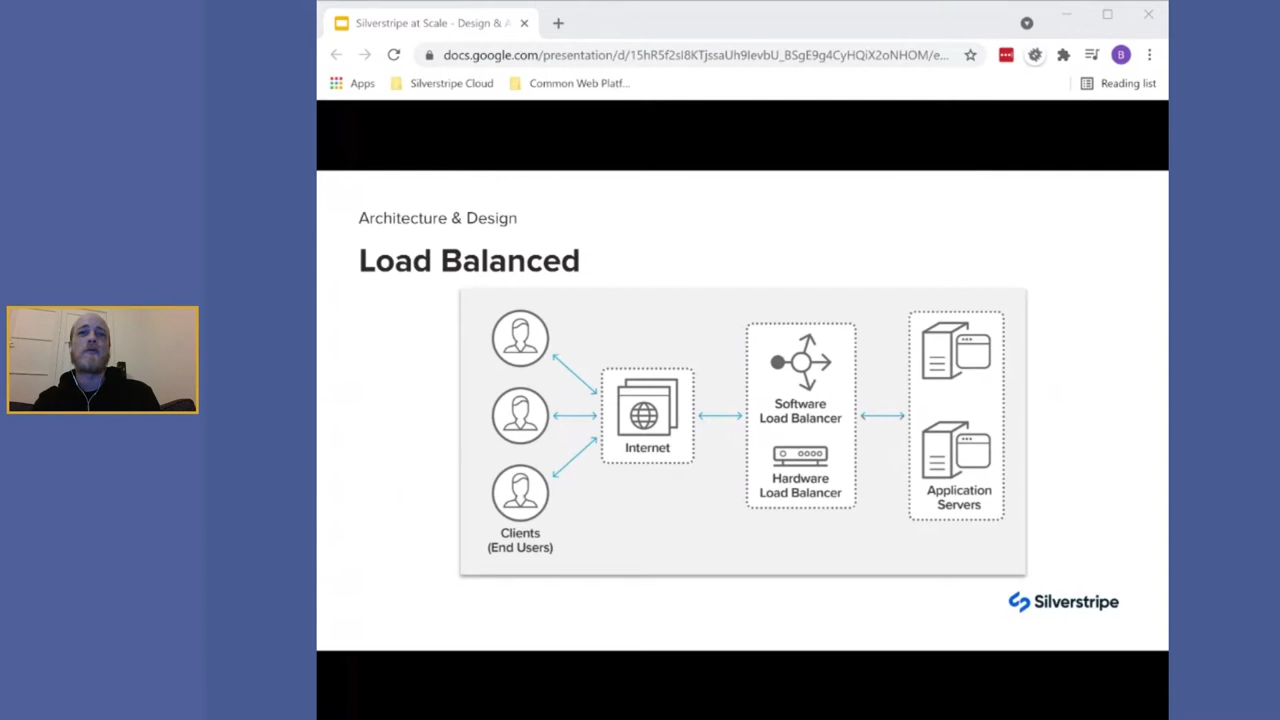 Silverstripe at Scale - Design & A
docs.google.com/presentation/d/15hR5f2sI8KTjssaUh9IevbU_BSgE9g4CyHQiX2oNHOM/e...
B
Apps
Silverstripe Cloud
Common Web Platf...
Reading list
Architecture & Design
Load Balanced
Internet
Software
Load Balancer
Hardware
Load Balancer
Application
Servers
Clients
(End Users)
Silverstripe